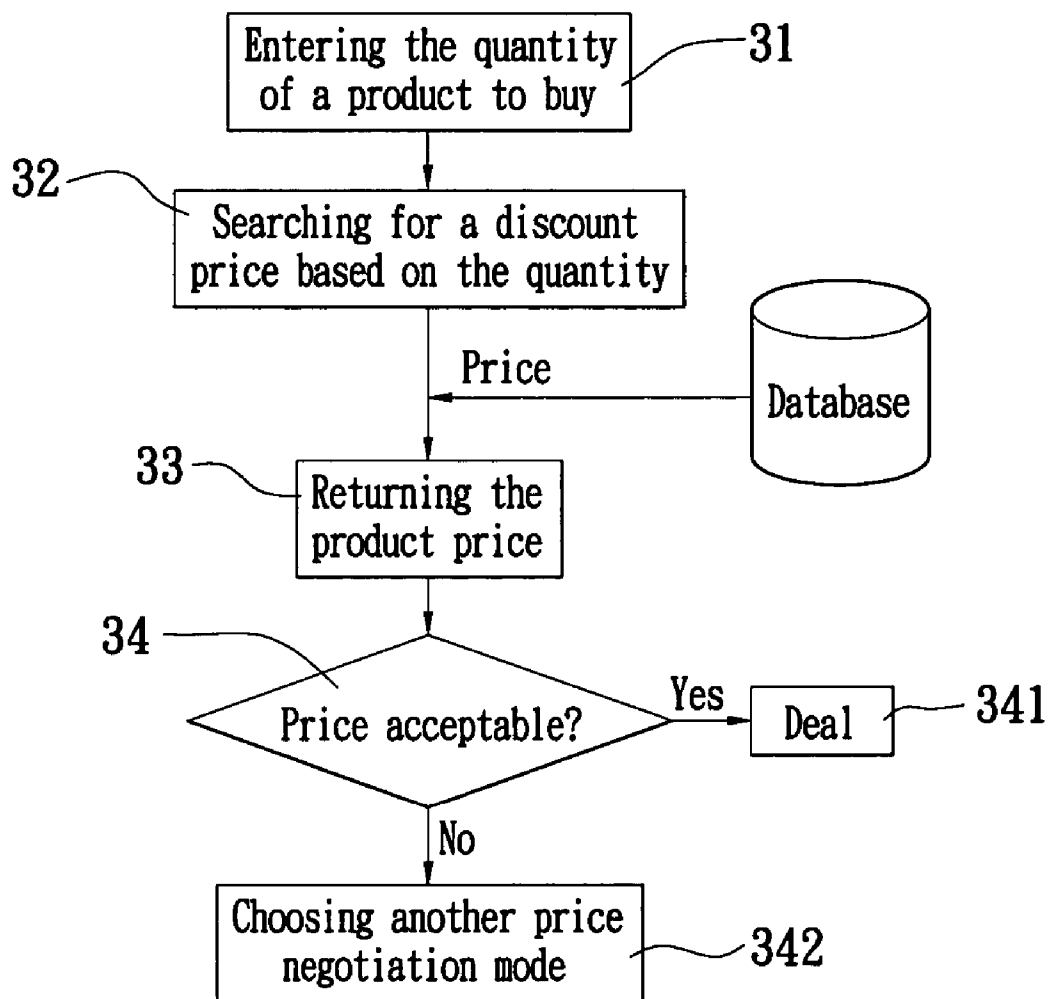 Entering the quantity
of a product to buy
31
32
Searching for a discount
price based on the quantity
Price
Database
33
Returning the
product price
34
Price acceptable?
Yes
Deal
341
No
Choosing another price
negotiation mode
342